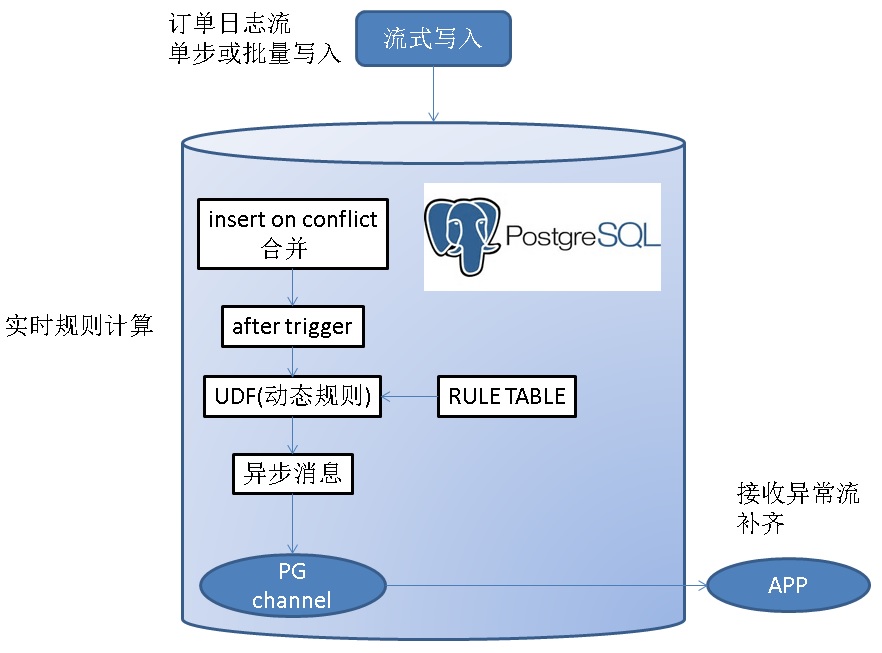 订单日志流
单步或批量写入
流式写入
insert on conflict
合并
PostgreSQL
after trigger
实时规则计算
UDF(动态规则)
RULE TABLE
异步消息
接收异常流
补齐
PG
channel
APP